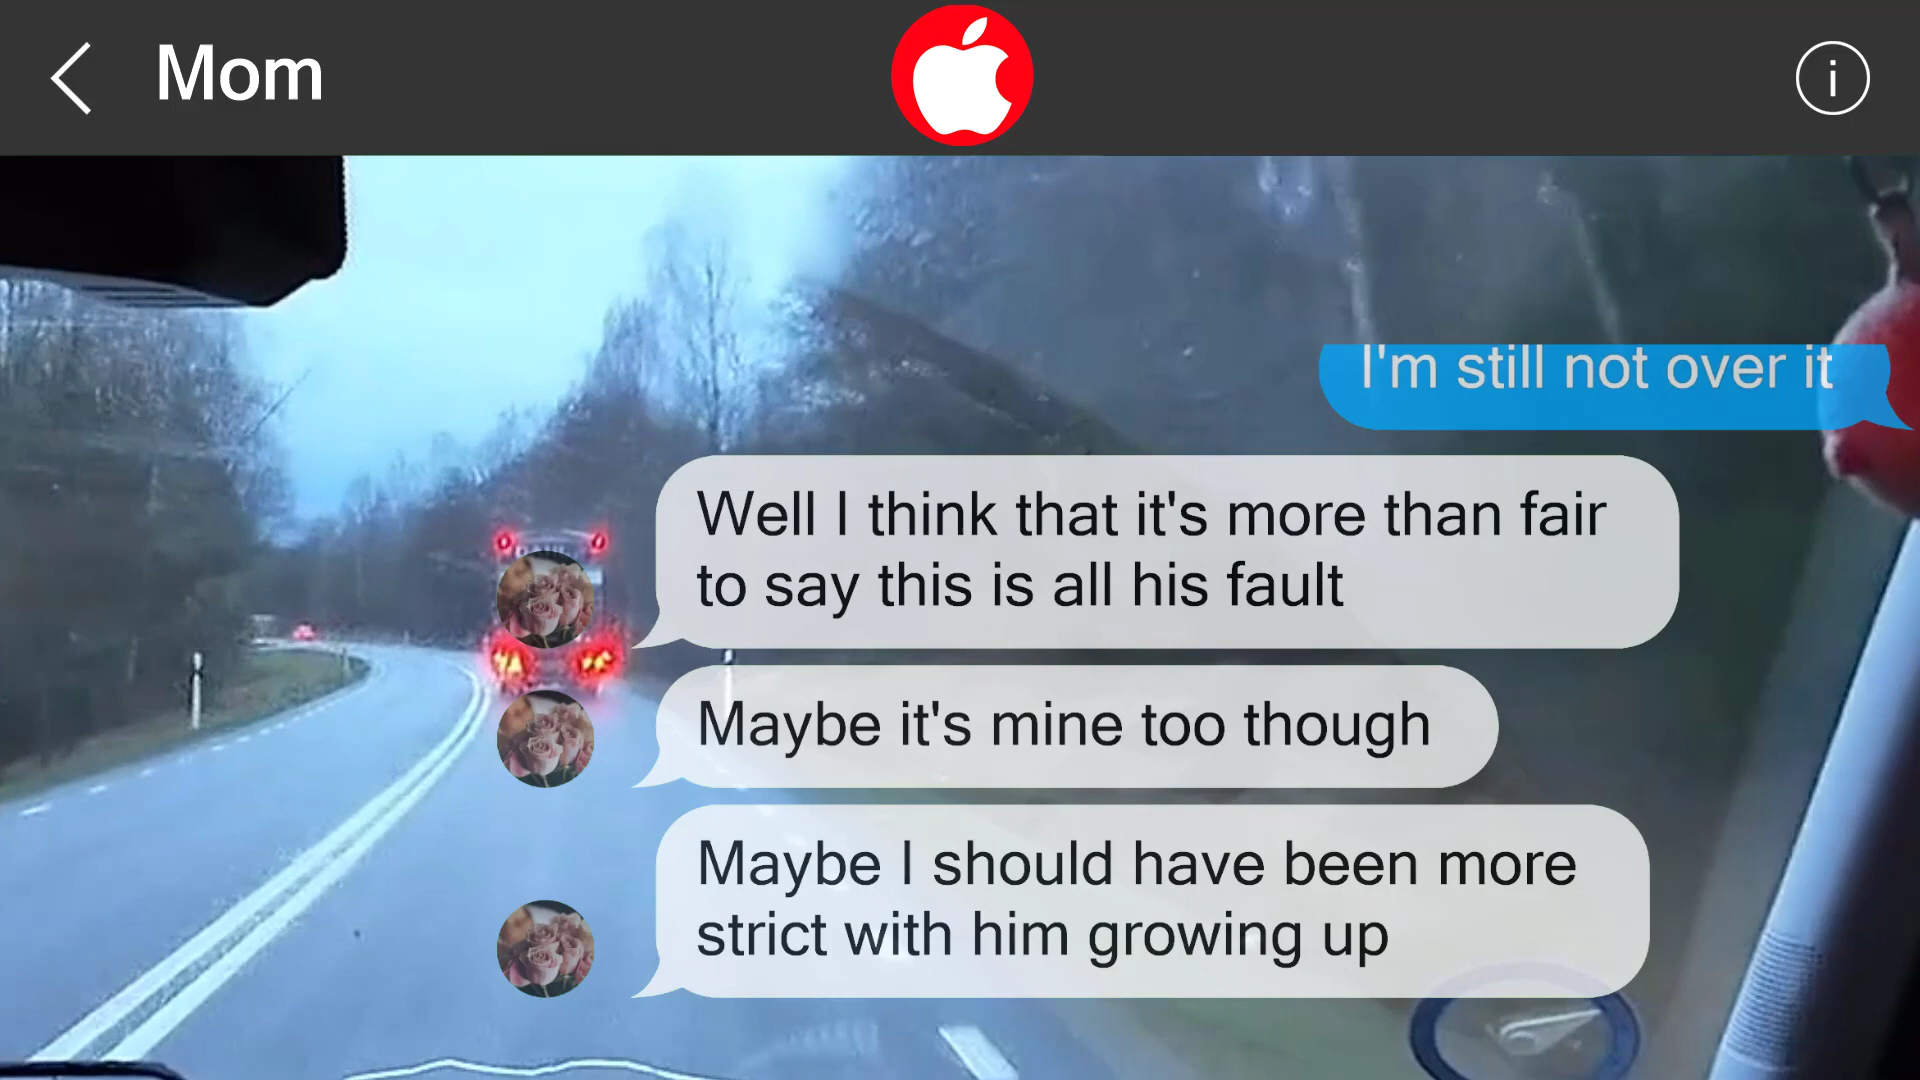 Mom
I'm still not over it
Well I think that it's more than fair
to say this is all his fault
Maybe it's mine too though
Maybe I should have been more
strict with him growing up